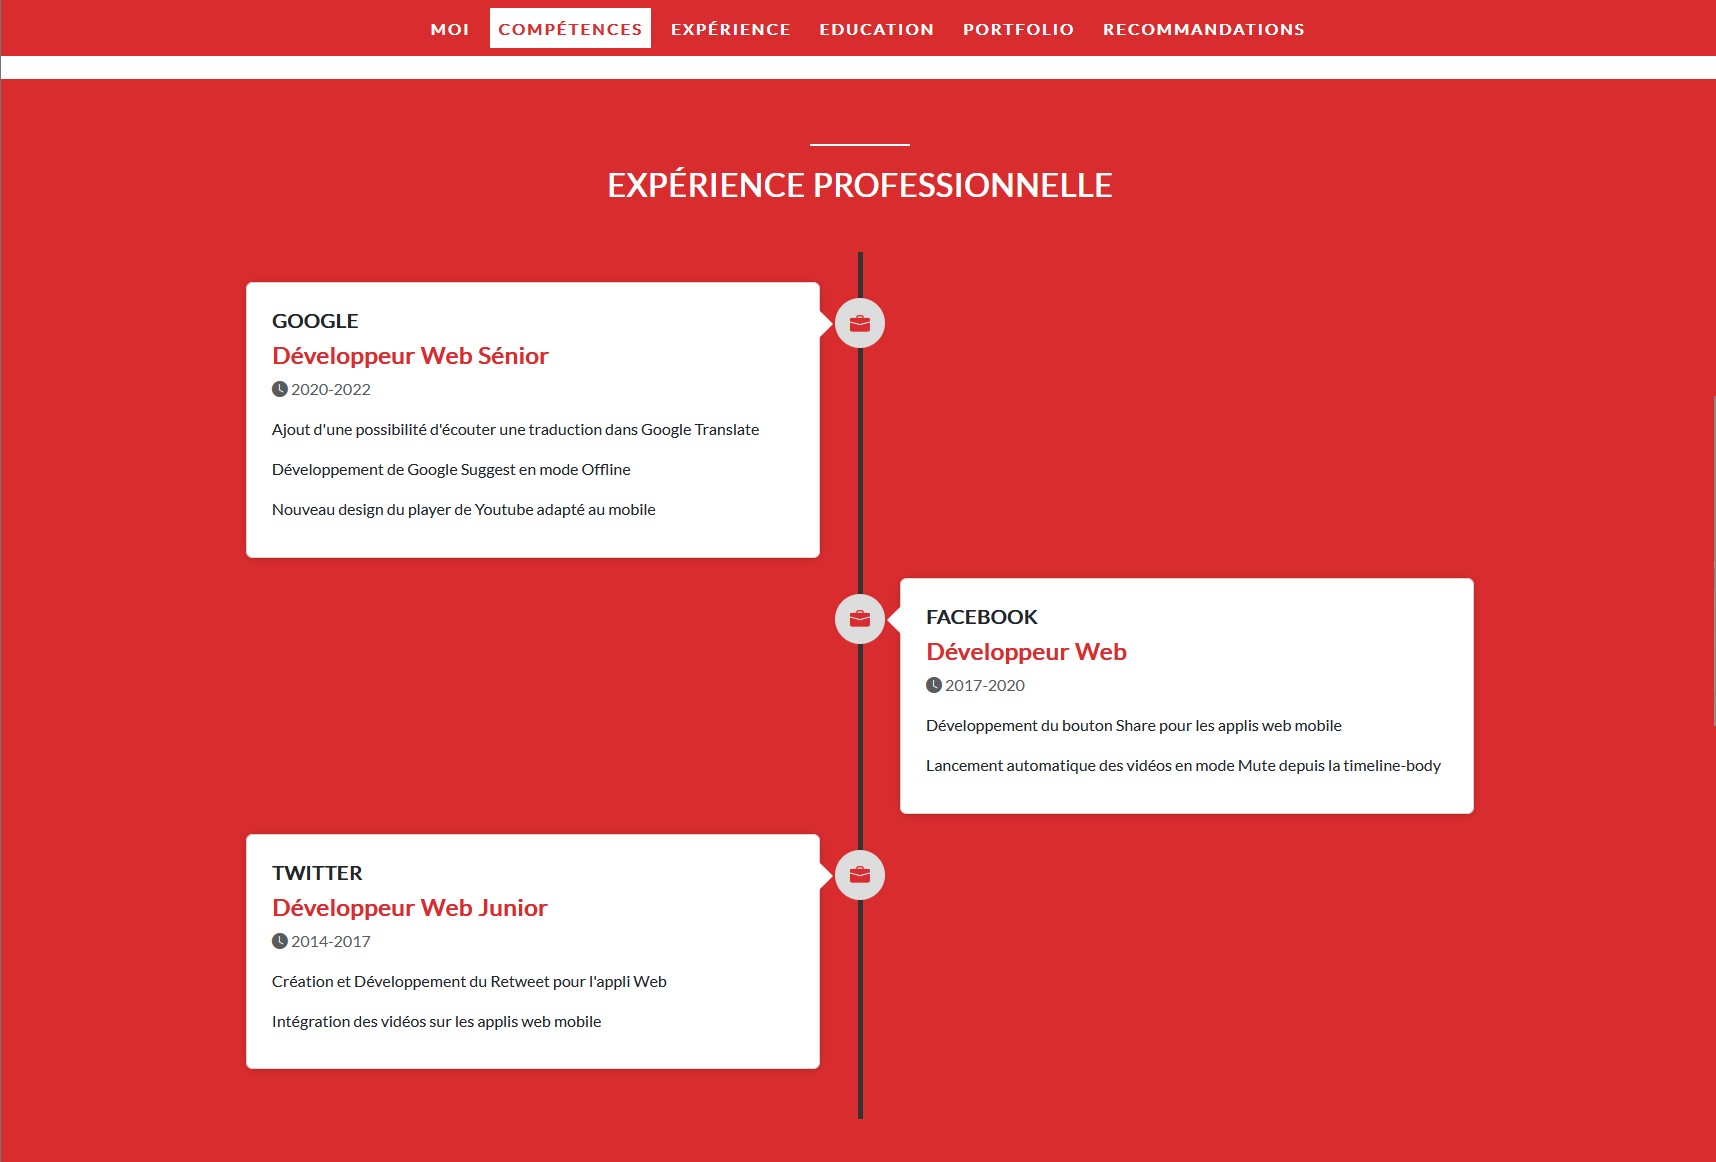 MOI COMPÉTENCES EXPÉRIENCE EDUCATION PORTFOLIO RECOMMANDATIONS
EXPÉRIENCE PROFESSIONNELLE
GOOGLE
Développeur Web Sénior
2020-2022
Ajout d'une possibilité d'écouter une traduction dans Google Translate
Développement de Google Suggest en mode Offline
Nouveau design du player de Youtube adapté au mobile
FACEBOOK
Développeur Web
2017-2020
Développement du bouton Share pour les applis web mobile
Lancement automatique des vidéos en mode Mute depuis la timeline-body
TWITTER
Développeur Web Junior
2014-2017
Création et Développement du Retweet pour l'appli Web
Intégration des vidéos sur les applis web mobile